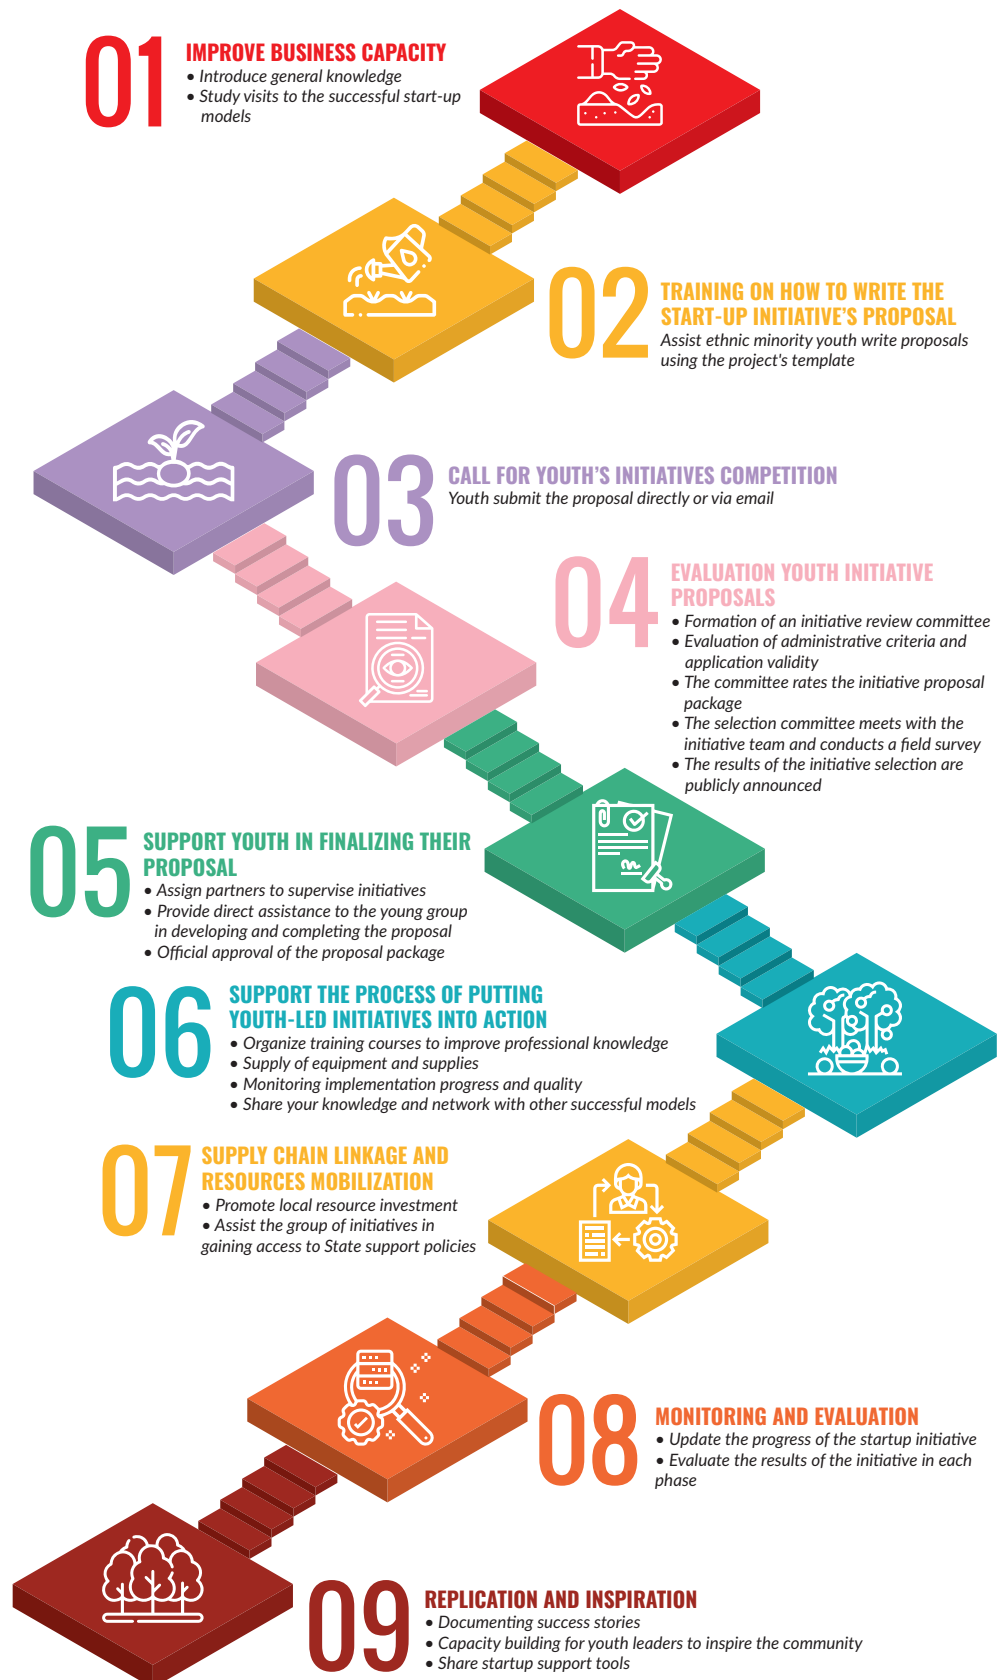 01
IMPROVE BUSINESS CAPACITY
• Introduce general knowledge
• Study visits to the successful start-up
models
02
TRAINING ON HOW TO WRITE THE
START-UP INITIATIVE'S PROPOSAL
Assist ethnic minority youth write proposals
using the project's template
03
CALL FOR YOUTH'S INITIATIVES COMPETITION
Youth submit the proposal directly or via email
04
EVALUATION YOUTH INITIATIVE
PROPOSALS
• Formation of an initiative review committee
• Evaluation of administrative criteria and
application validity
• The committee rates the initiative proposal
package
• The selection committee meets with the
initiative team and conducts a field survey
• The results of the initiative selection are
publicly announced
05
SUPPORT YOUTH IN FINALIZING THEIR
PROPOSAL
• Assign partners to supervise initiatives
• Provide direct assistance to the young group
in developing and completing the proposal
• Official approval of the proposal package
06
SUPPORT THE PROCESS OF PUTTING
YOUTH-LED INITIATIVES INTO ACTION
• Organize training courses to improve professional knowledge
• Supply of equipment and supplies
• Monitoring implementation progress and quality
• Share your knowledge and network with other successful models
07
SUPPLY CHAIN LINKAGE AND
RESOURCES MOBILIZATION
• Promote local resource investment
• Assist the group of initiatives in
gaining access to State support policies
08
MONITORING AND EVALUATION
• Update the progress of the startup initiative
• Evaluate the results of the initiative in each
phase
09
REPLICATION AND INSPIRATION
• Documenting success stories
• Capacity building for youth leaders to inspire the community
• Share startup support tools